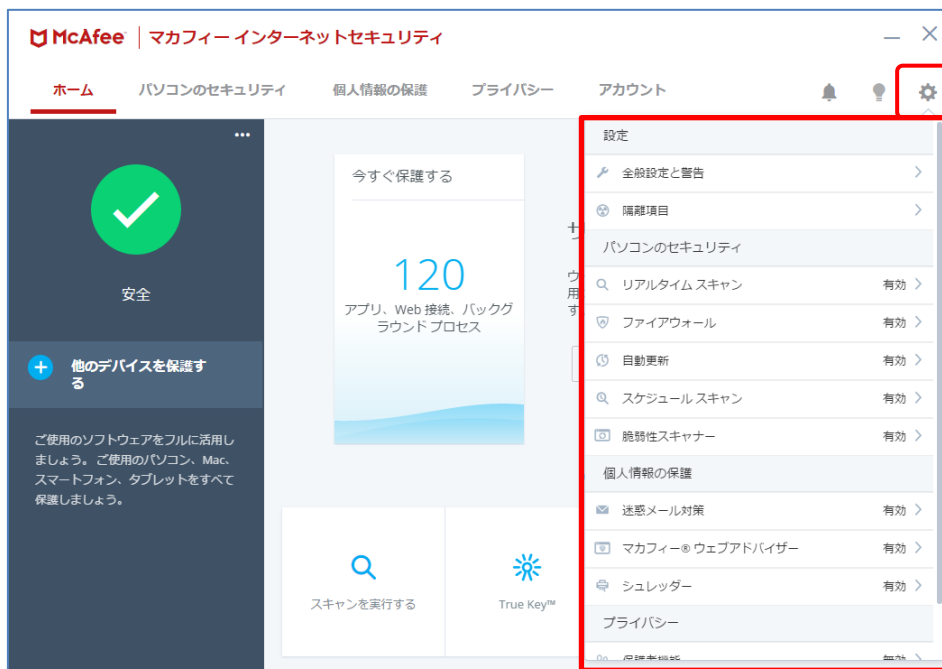 McAfee マカフィー インターネットセキュリティ
ホーム パソコンのセキュリティ 個人情報の保護 プライバシー アカウント
安全
他のデバイスを保護す
る
ご使用のソフトウェアをフルに活用し
ましょう。ご使用のパソコン、Mac、
スマートフォン、タブレットをすべて
保護しましょう。
今すぐ保護する
120
アプリ、Web 接続、バックグ
ラウンド プロセス
スキャンを実行する
True Key™
ウ
用
す
設定
全般設定と警告
隔離項目
パソコンのセキュリティ
リアルタイム スキャン 有効
ファイアウォール 有効
自動更新 有効
スケジュール スキャン 有効
脆弱性スキャナー 有効
個人情報の保護
迷惑メール対策 有効
マカフィー® ウェブアドバイザー 有効
シュレッダー 有効
プライバシー
保護者機能 無効